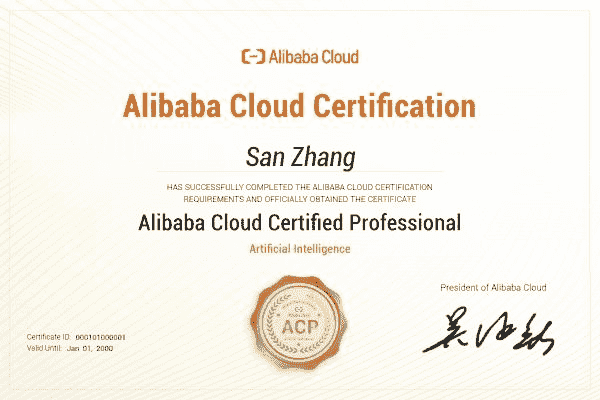 Alibaba Cloud
Alibaba Cloud Certification
San Zhang
HAS SUCCESSFULLY COMPLETED THE ALIBABA CLOUD CERTIFICATION
REQUIREMENTS AND OFFICIALLY OBTAINED THE CERTIFICATE
Alibaba Cloud Certified Professional
Artificial Intelligence
ACP
President of Alibaba Cloud
Certificate ID: 000101000001
Valid Until: Jan 01, 2000